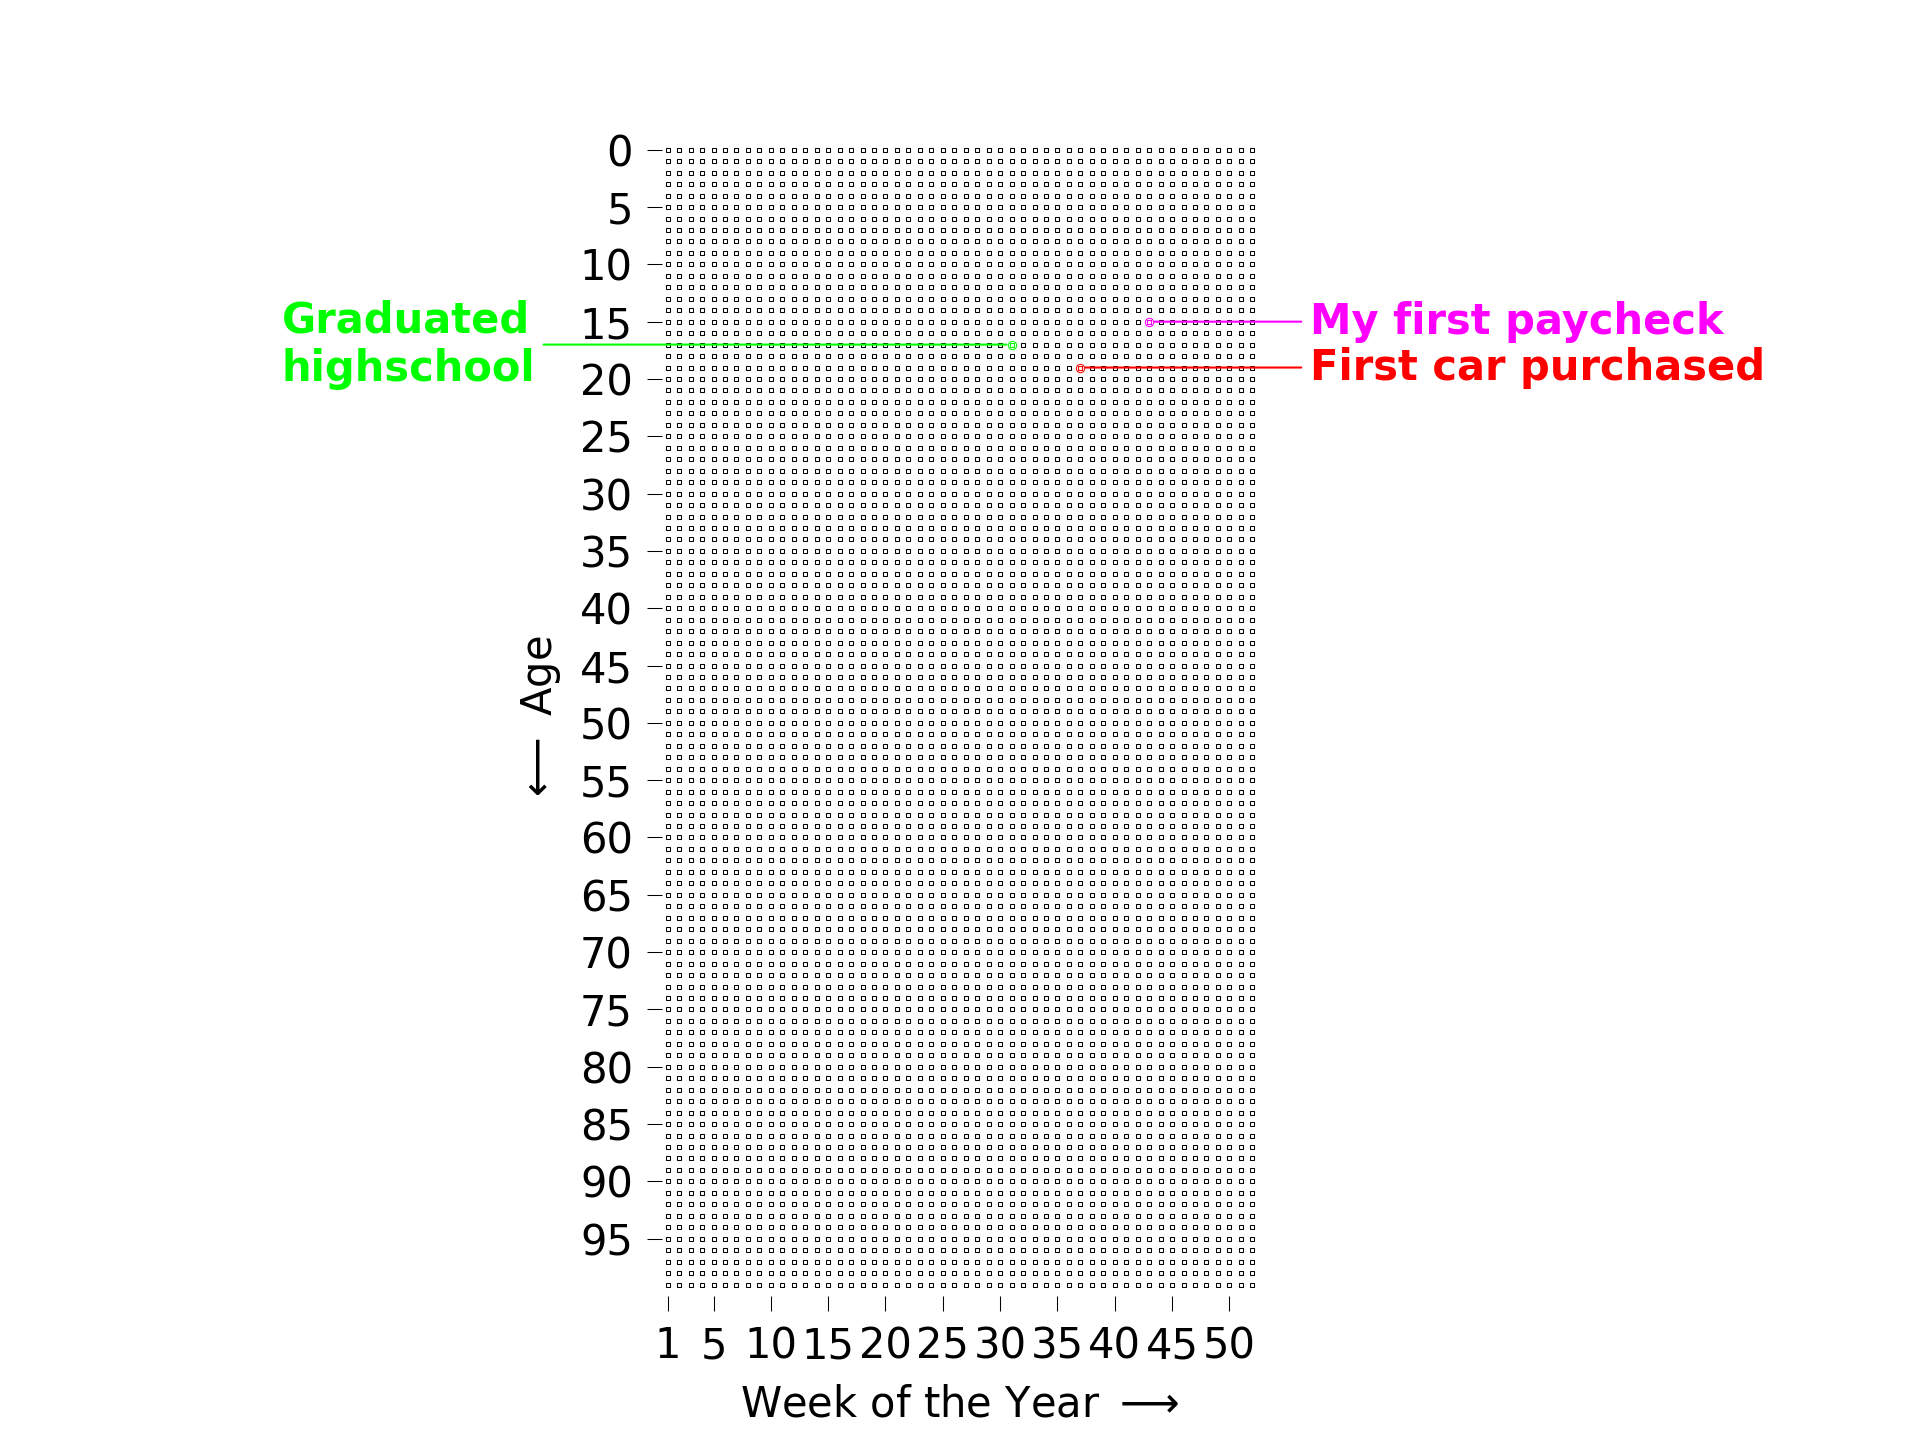 0
5
10
15
20
25
30
35
40
45
50
55
60
65
70
75
80
85
90
95
Graduated
highschool
My first paycheck
First car purchased
← Age
1 5 10 15 20 25 30 35 40 45 50
Week of the Year →